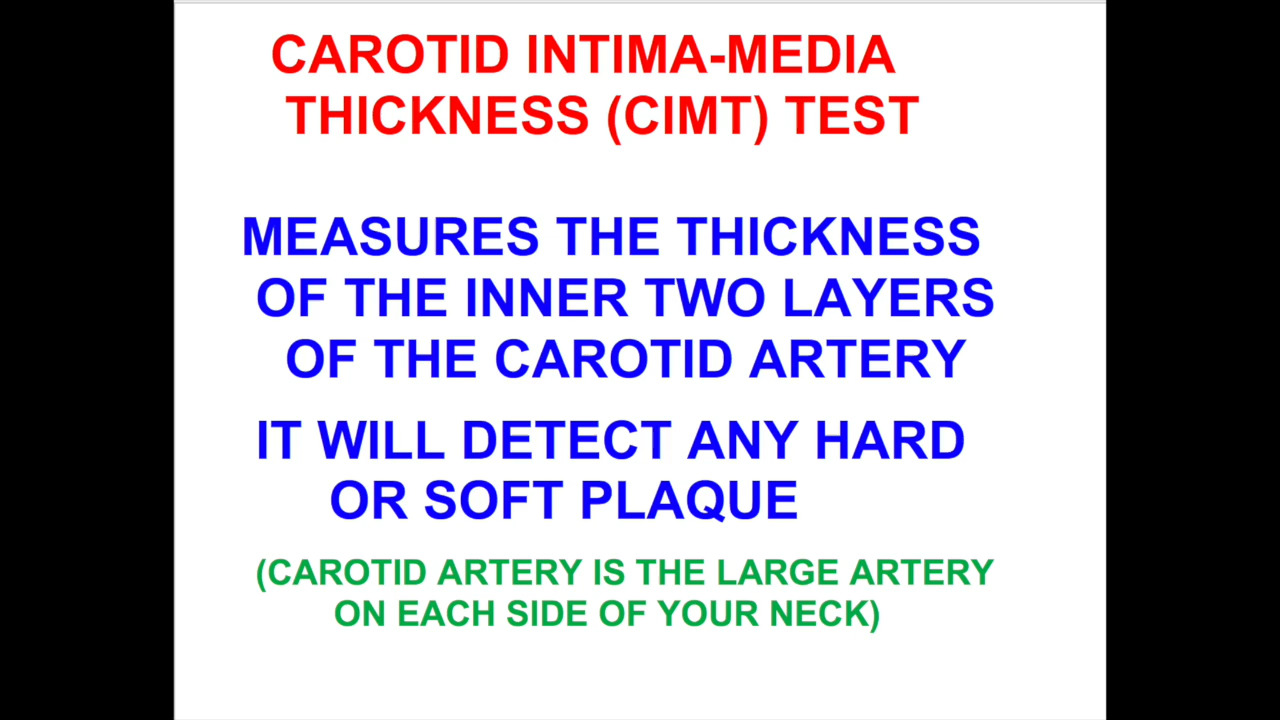 CAROTID INTIMA-MEDIA
THICKNESS (CIMT) TEST
MEASURES THE THICKNESS
OF THE INNER TWO LAYERS
OF THE CAROTID ARTERY
IT WILL DETECT ANY HARD
OR SOFT PLAQUE
(CAROTID ARTERY IS THE LARGE ARTERY
ON EACH SIDE OF YOUR NECK)